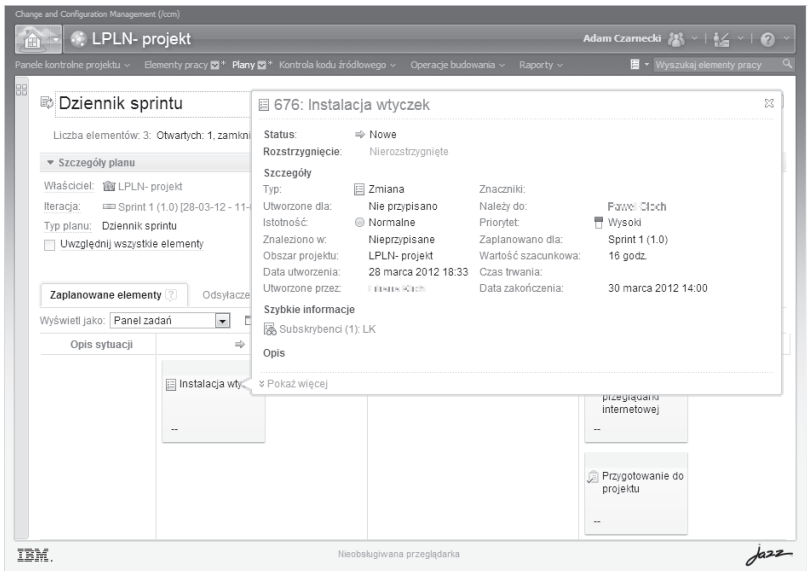 Change and Configuration Management (/ccm)
LPLN- projekt
Adam Czarnecki
Panele kontrolne projektu Elementy pracy Plany Kontrola kodu źródłowego Operacje budowania Raporty Wyszukaj elementy pracy
Dziennik sprintu
Liczba elementów: 3: Otwartych: 1, zamkni
Szczegóły planu
Właściciel: LPLN- projekt
Iteracja: Sprint 1 (1.0) [28-03-12 - 11-
Typ planu: Dziennik sprintu
Uwzględnij wszystkie elementy
Zaplanowane elementy ? Odsyłacze
Wyświetl jako: Panel zadań
Opis sytuacji
Instalacja wty
--
676: Instalacja wtyczek
Status: Nowe
Rozstrzygnięcie: Nierozstrzygnięte
Szczegóły
Typ: Zmiana Znaczniki:
Utworzone dla: Nie przypisano Należy do:
Istotność: Normalne Priorytet: Wysoki
Znaleziono w: Nieprzypisane Zaplanowano dla: Sprint 1 (1.0)
Obszar projektu: LPLN- projekt Wartość szacunkowa: 16 godz.
Data utworzenia: 28 marca 2012 18:33 Czas trwania:
Utworzone przez: Data zakończenia: 30 marca 2012 14:00
Szybkie informacje
Subskrybenci (1): LK
Opis
Pokaż więcej
przeglądarki
internetowej
--
Przygotowanie do
projektu
--
IBM.
Nieobsługiwana przeglądarka
jazz